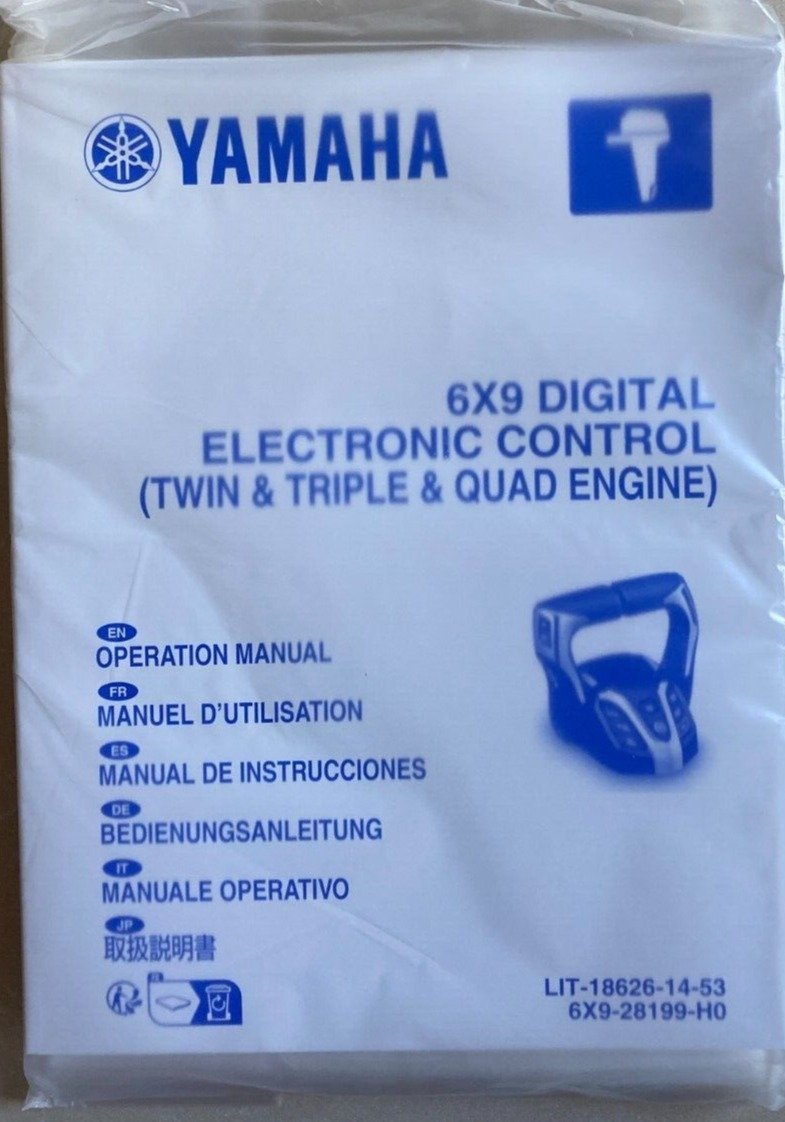 YAMAHA
6X9 DIGITAL
ELECTRONIC CONTROL
(TWIN & TRIPLE & QUAD ENGINE)
EN
OPERATION MANUAL
FR
MANUEL D'UTILISATION
ES
MANUAL DE INSTRUCCIONES
DE
BEDIENUNGSANLEITUNG
IT
MANUALE OPERATIVO
JP
取扱説明書
FR
LIT-18626-14-53
6X9-28199-H0